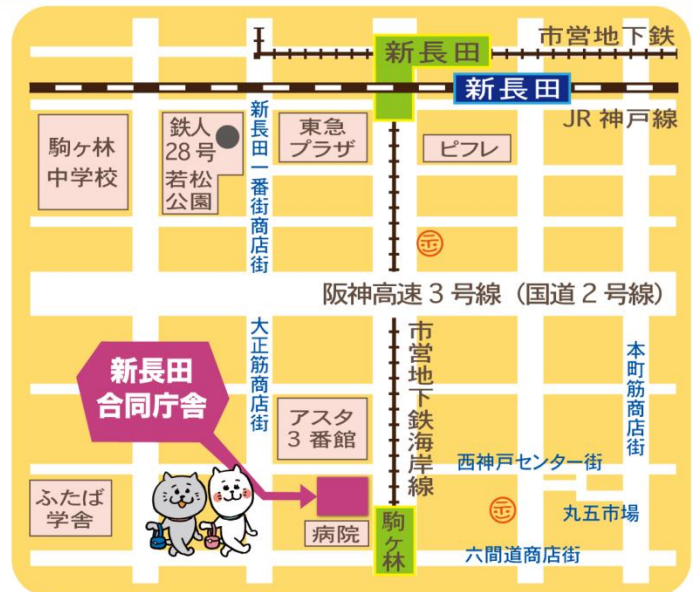 市営地下鉄
新長田
新長田
JR 神戸線
駒ヶ林
中学校
鉄人
28号
若松
公園
新長田一番街商店街
東急
プラザ
ピフレ
阪神高速3号線（国道2号線）
大正筋商店街
市営地下鉄海岸線
本町筋商店街
新長田
合同庁舎
アスタ
3番館
西神戸センター街
ふたば
学舎
病院
駒ヶ林
丸五市場
六間道商店街